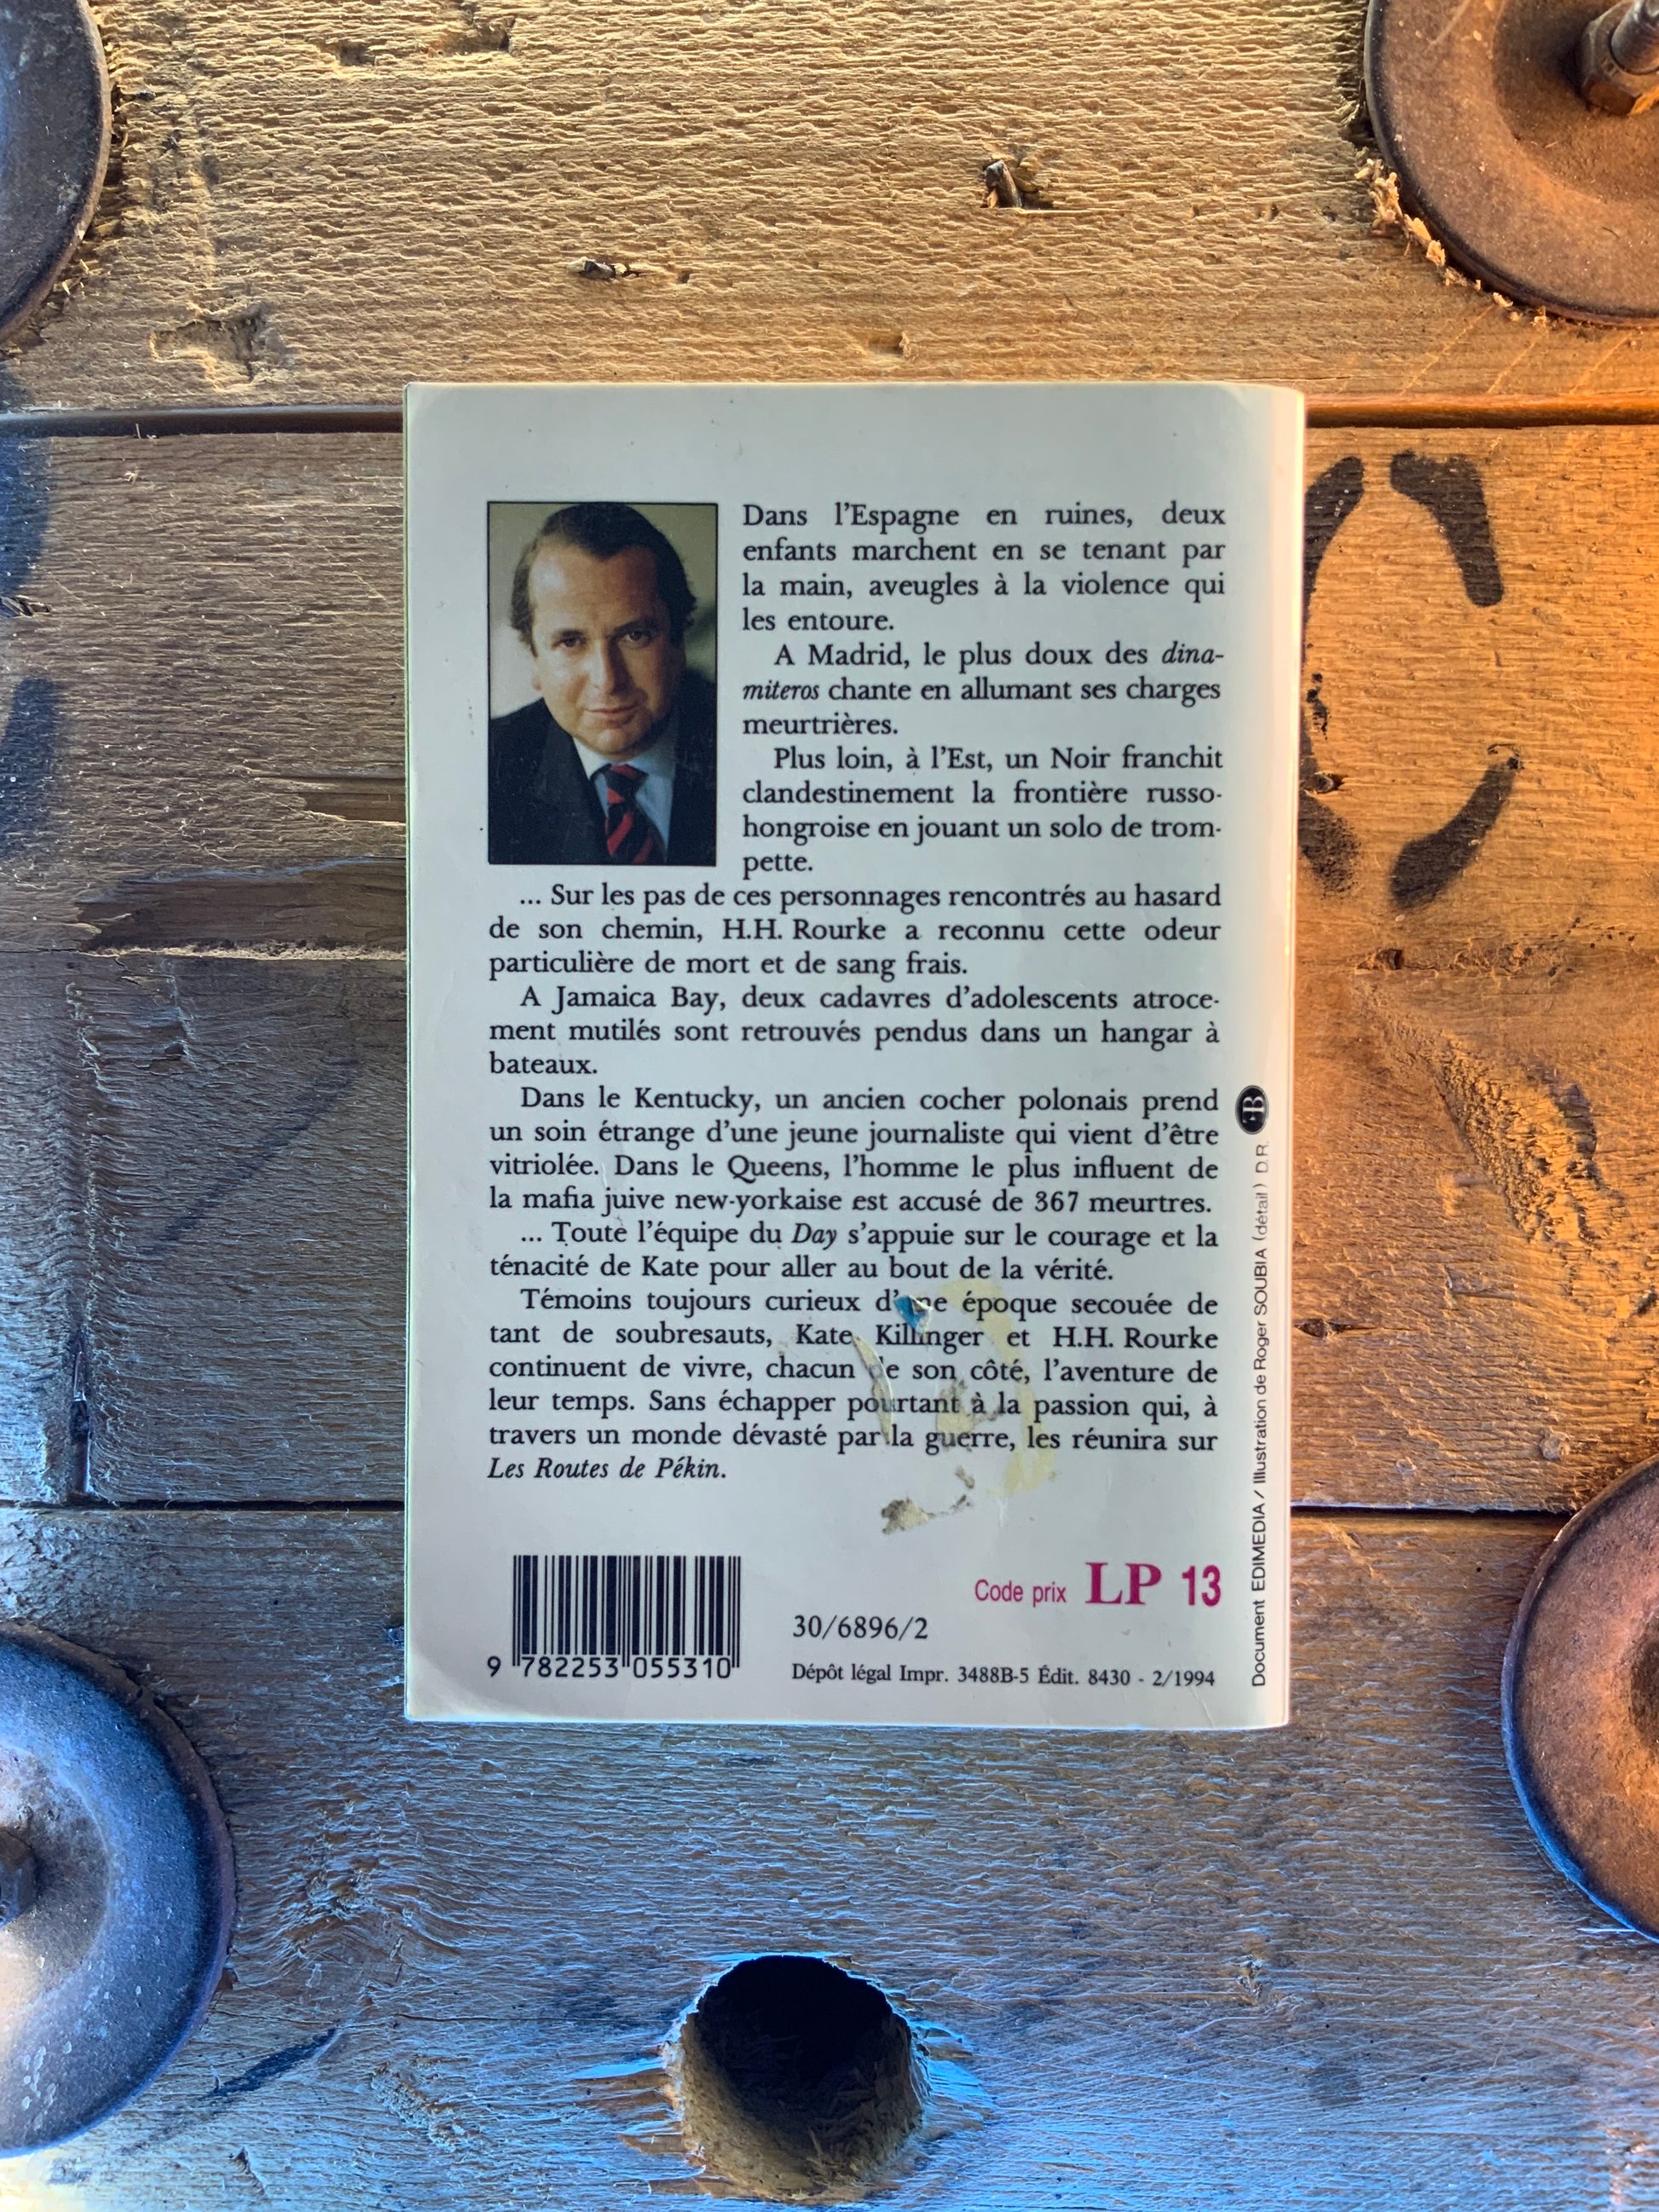 Dans l'Espagne en ruines, deux
enfants marchent en se tenant par
la main, aveugles à la violence qui
les entoure.
A Madrid, le plus doux des dina-
miteros chante en allumant ses charges
meurtrières.
Plus loin, à l'Est, un Noir franchit
clandestinement la frontière russo-
hongroise en jouant un solo de trom-
pette.
... Sur les pas de ces personnages rencontrés au hasard
de son chemin, H.H. Rourke a reconnu cette odeur
particulière de mort et de sang frais.
A Jamaica Bay, deux cadavres d'adolescents atroce-
ment mutilés sont retrouvés pendus dans un hangar à
bateaux.
Dans le Kentucky, un ancien cocher polonais prend
un soin étrange d'une jeune journaliste qui vient d'être
vitriolée. Dans le Queens, l'homme le plus influent de
la mafia juive new-yorkaise est accusé de 367 meurtres.
... Toute l'équipe du Day s'appuie sur le courage et la
ténacité de Kate pour aller au bout de la vérité.
Témoins toujours curieux d'une époque secouée de
tant de soubresauts, Kate Killinger et H.H. Rourke
continuent de vivre, chacun de son côté, l'aventure de
leur temps. Sans échapper pourtant à la passion qui, à
travers un monde dévasté par la guerre, les réunira sur
Les Routes de Pékin.
Code prix LP 13
30/6896/2
9 782253 055310
Dépôt légal Impr. 3488B-5 Édit. 8430 - 2/1994
Document EDIMEDIA / Illustration de Roger SOUBIA (détail) D.R.
B